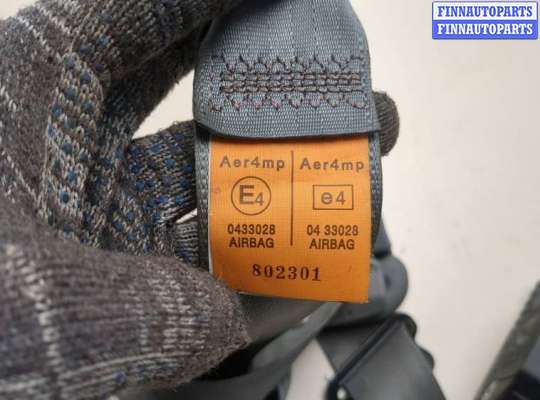 FINNAUTOPARTS
FINNAUTOPARTS
Aer4mp Aer4mp
E4 e4
0433028 04 33028
AIRBAG AIRBAG
802301